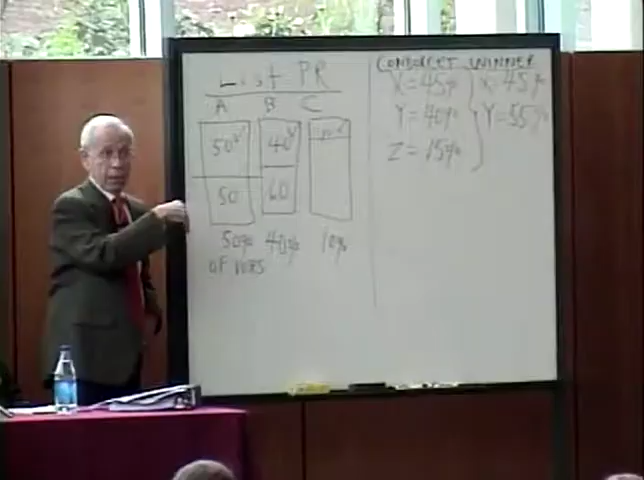 List PR
A B C
50 40
50 60
50% 40% 10%
OF VOTES
CONDORCET WINNER
X = 45% X = 45%
Y = 40% Y = 55%
Z = 15%